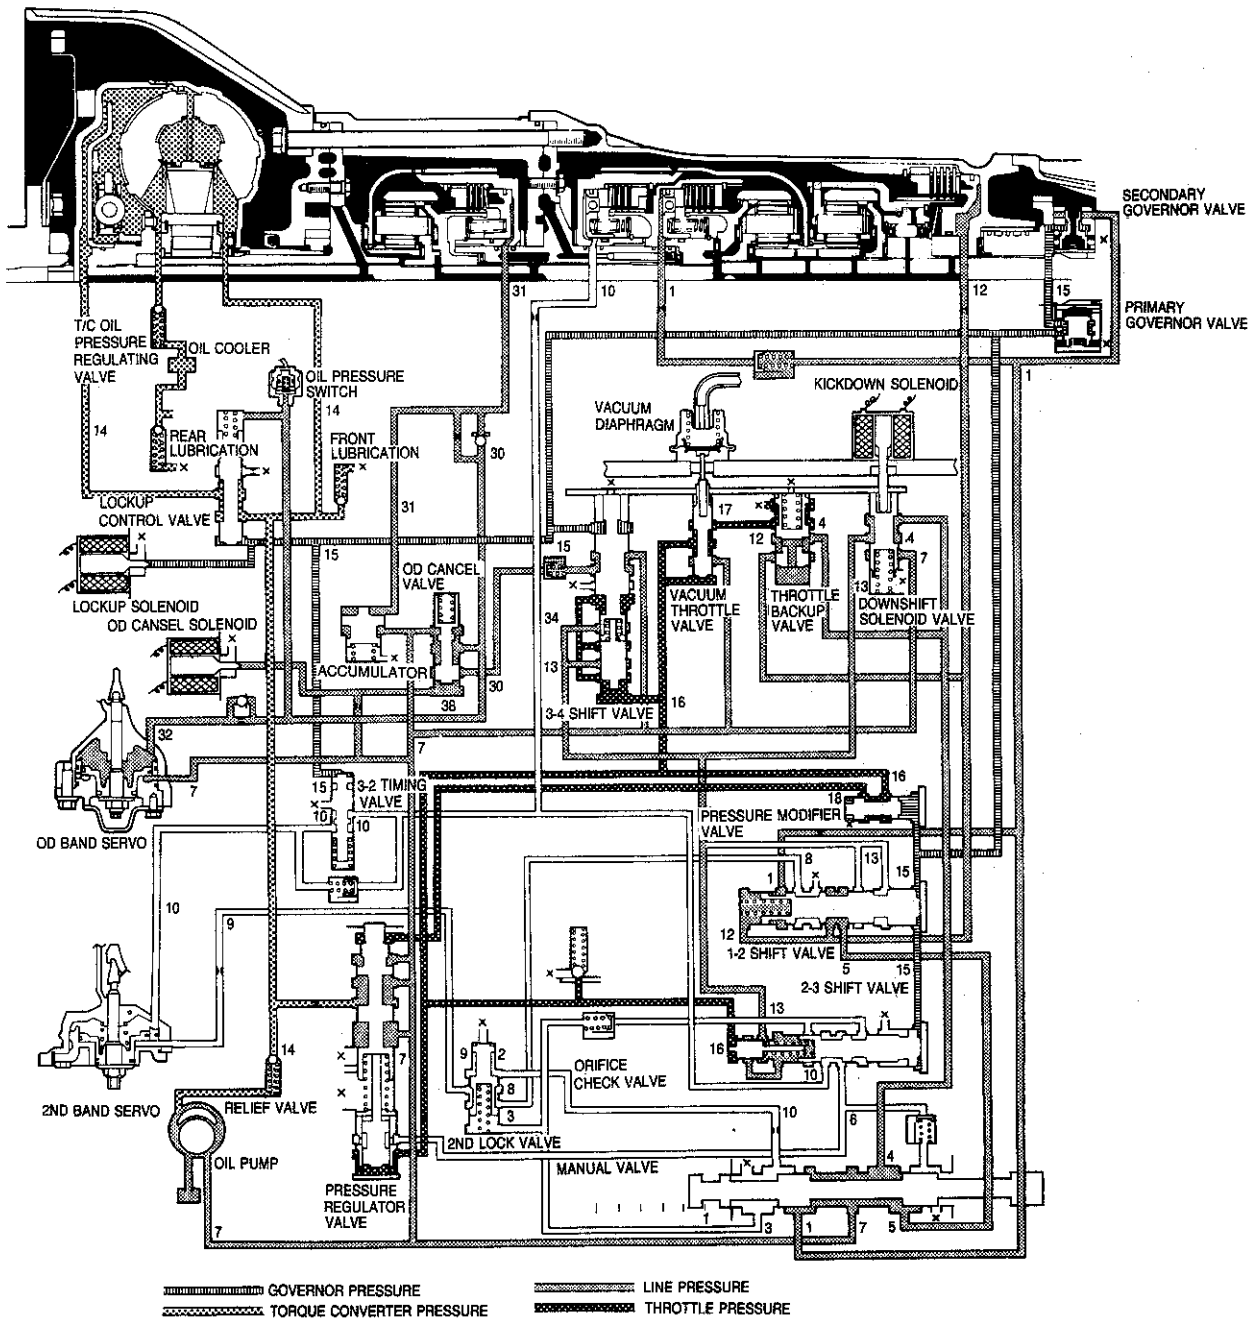 SECONDARY
GOVERNOR VALVE
31
10
1
12
15
PRIMARY
GOVERNOR VALVE
T/C OIL
PRESSURE
REGULATING
VALVE
OIL COOLER
OIL PRESSURE
SWITCH
14
14
1
KICKDOWN SOLENOID
VACUUM
DIAPHRAGM
REAR
LUBRICATION
FRONT
LUBRICATION
30
31
LOCKUP
CONTROL VALVE
17
15
15
12
4
4
7
13
OD CANCEL
VALVE
LOCKUP SOLENOID
OD CANSEL SOLENOID
VACUUM
THROTTLE
VALVE
THROTTLE
BACKUP
VALVE
DOWNSHIFT
SOLENOID VALVE
34
13
ACCUMULATOR
30
38
3-4 SHIFT VALVE
16
32
7
7
OD BAND SERVO
15
3-2 TIMING
VALVE
10
10
16
18
PRESSURE MODIFIER
VALVE
8
13
15
1
10
9
12
1-2 SHIFT VALVE
5
15
2-3 SHIFT VALVE
13
14
7
9
2
8
3
ORIFICE
CHECK VALVE
16
10
10
6
2ND BAND SERVO
RELIEF VALVE
2ND LOCK VALVE
OIL PUMP
MANUAL VALVE
4
PRESSURE
REGULATOR
VALVE
7
1
3
1
7
5
GOVERNOR PRESSURE
LINE PRESSURE
TORQUE CONVERTER PRESSURE
THROTTLE PRESSURE